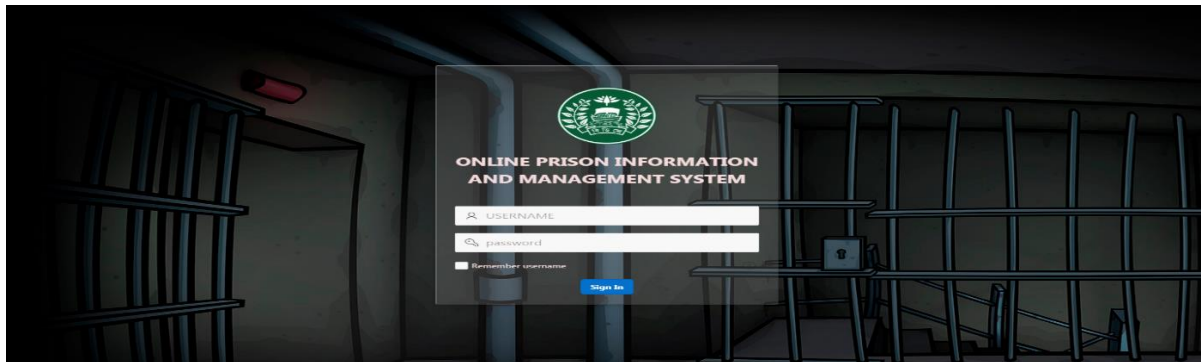 ONLINE PRISON INFORMATION
AND MANAGEMENT SYSTEM
USERNAME
password
Remember username
Sign In